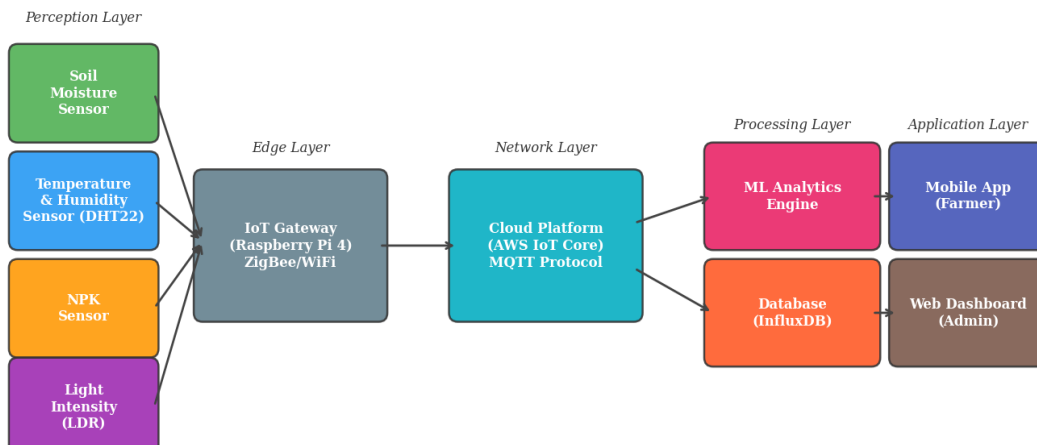 Perception Layer
Soil
Moisture
Sensor
Temperature
& Humidity
Sensor (DHT22)
NPK
Sensor
Light
Intensity
(LDR)
Edge Layer
IoT Gateway
(Raspberry Pi 4)
ZigBee/WiFi
Network Layer
Cloud Platform
(AWS IoT Core)
MQTT Protocol
Processing Layer
ML Analytics
Engine
Database
(InfluxDB)
Application Layer
Mobile App
(Farmer)
Web Dashboard
(Admin)